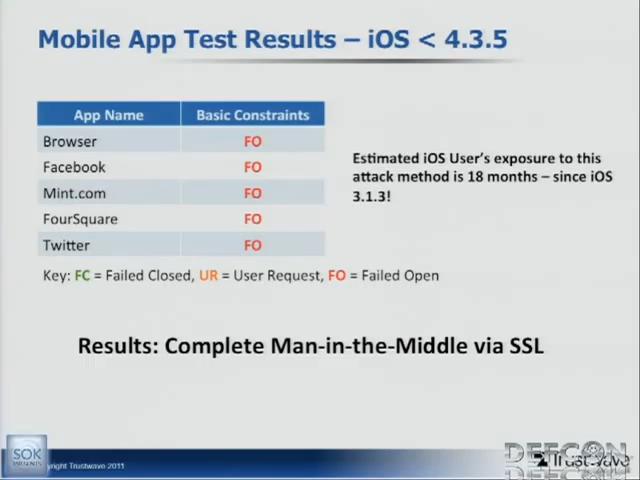 Mobile App Test Results – iOS < 4.3.5
App Name Basic Constraints
Browser FO
Facebook FO
Mint.com FO
FourSquare FO
Twitter FO
Estimated iOS User's exposure to this
attack method is 18 months – since iOS
3.1.3!
Key: FC = Failed Closed, UR = User Request, FO = Failed Open
Results: Complete Man-in-the-Middle via SSL
SOK
Trustwave 2011
DEFCON
Trustwave